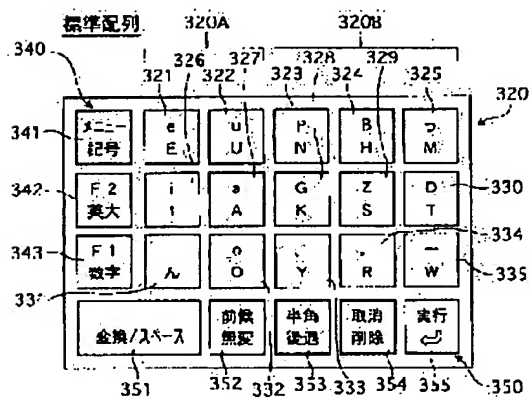 標準配列
320A 320B
340 326 327 328 329
321 322 323 324 325
320
341 メニュー e u P B っ
記号 E U N H M
342 F2 i a G Z D 330
英大 I A K S T
334
343 F1 o 、 。 ー 335
数字 ん O Y R W
33
/スペース 前候 半角 取消 実行
無変 後退 削除
351 352 332 353 333 354 355 350